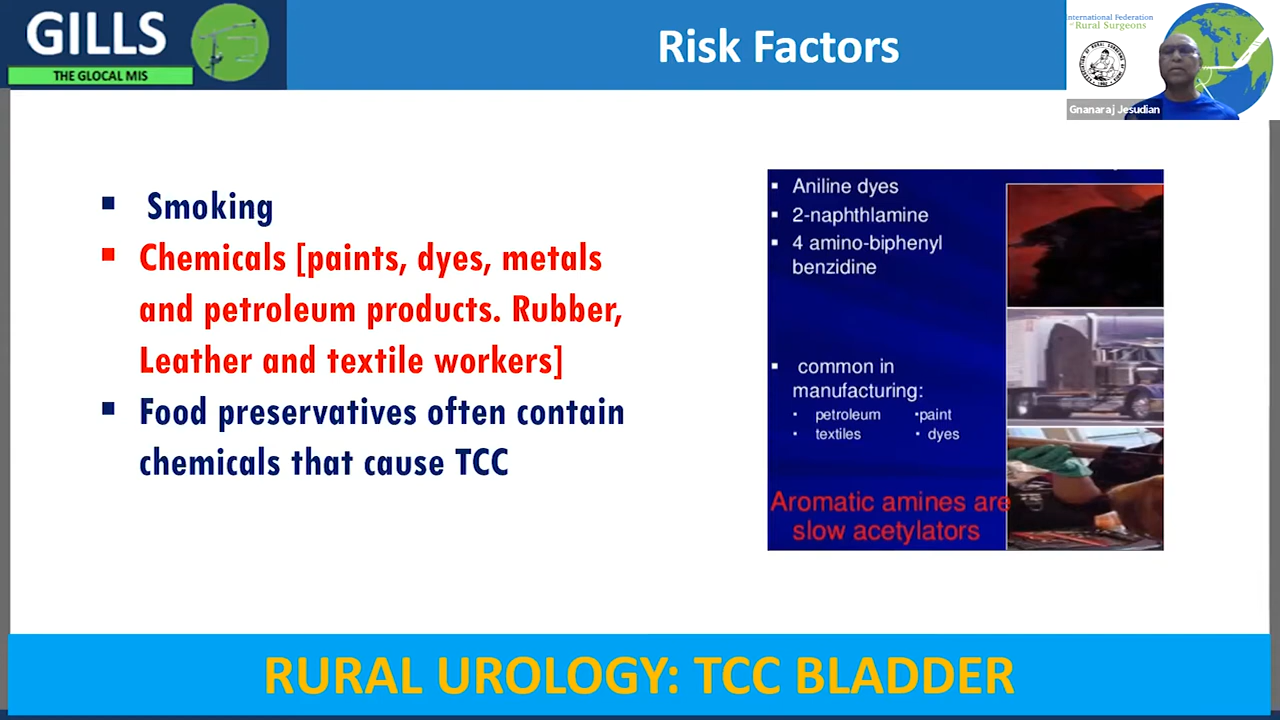 GILLS
THE GLOCAL MIS
Risk Factors
International Federation
of Rural Surgeons
Gnanaraj Jesudian
▪ Smoking
▪ Chemicals [paints, dyes, metals
and petroleum products. Rubber,
Leather and textile workers]
▪ Food preservatives often contain
chemicals that cause TCC
▪ Aniline dyes
▪ 2-naphthlamine
▪ 4 amino-biphenyl
benzidine
▪ common in
manufacturing:
• petroleum •paint
• textiles • dyes
Aromatic amines are
slow acetylators
RURAL UROLOGY: TCC BLADDER